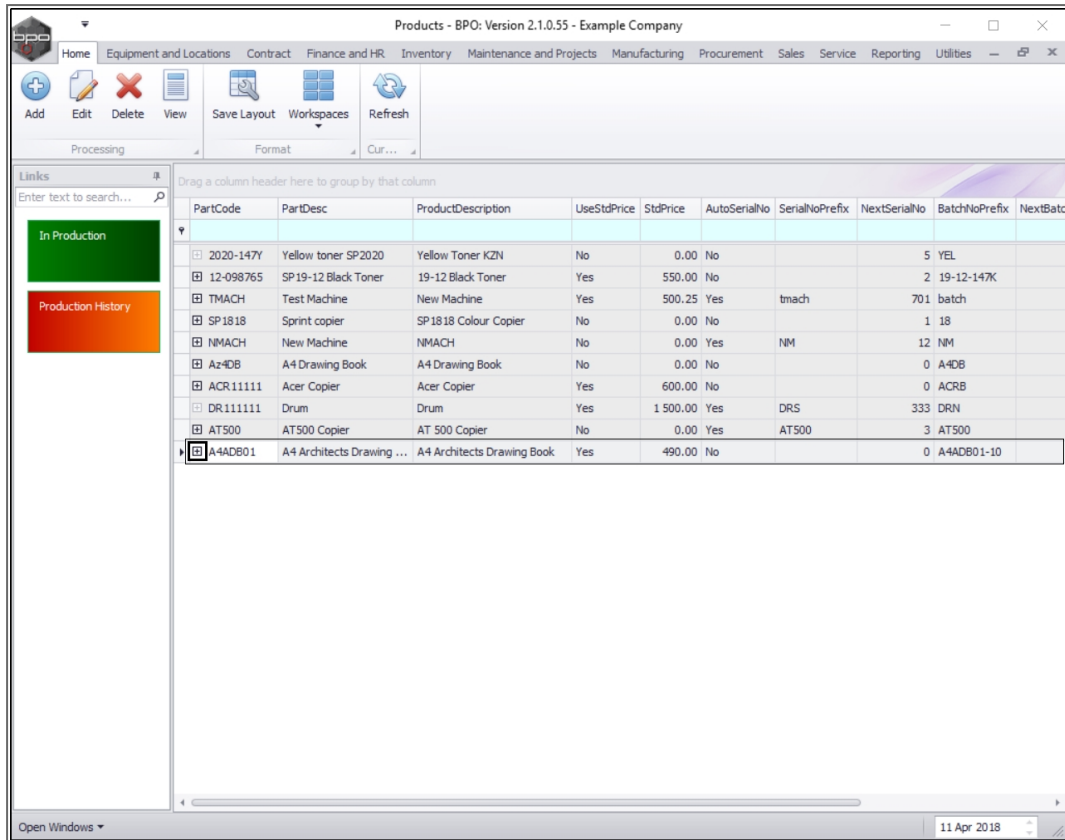 Products - BPO: Version 2.1.0.55 - Example Company
bpo
Home Equipment and Locations Contract Finance and HR Inventory Maintenance and Projects Manufacturing Procurement Sales Service Reporting Utilities
Add Edit Delete View Save Layout Workspaces Refresh
Processing Format Cur...
Links
Enter text to search...
In Production
Production History
Drag a column header here to group by that column
PartCode PartDesc ProductDescription UseStdPrice StdPrice AutoSerialNo SerialNoPrefix NextSerialNo BatchNoPrefix NextBatc
2020-147Y Yellow toner SP2020 Yellow Toner KZN No 0.00 No 5 YEL
12-098765 SP19-12 Black Toner 19-12 Black Toner Yes 550.00 No 2 19-12-147K
TMACH Test Machine New Machine Yes 500.25 Yes tmach 701 batch
SP1818 Sprint copier SP1818 Colour Copier No 0.00 No 1 18
NMACH New Machine NMACH No 0.00 Yes NM 12 NM
Az4DB A4 Drawing Book A4 Drawing Book No 0.00 No 0 A4DB
ACR11111 Acer Copier Acer Copier Yes 600.00 No 0 ACRB
DR111111 Drum Drum Yes 1 500.00 Yes DRS 333 DRN
AT500 AT500 Copier AT 500 Copier No 0.00 Yes AT500 3 AT500
A4ADB01 A4 Architects Drawing ... A4 Architects Drawing Book Yes 490.00 No 0 A4ADB01-10
Open Windows 11 Apr 2018